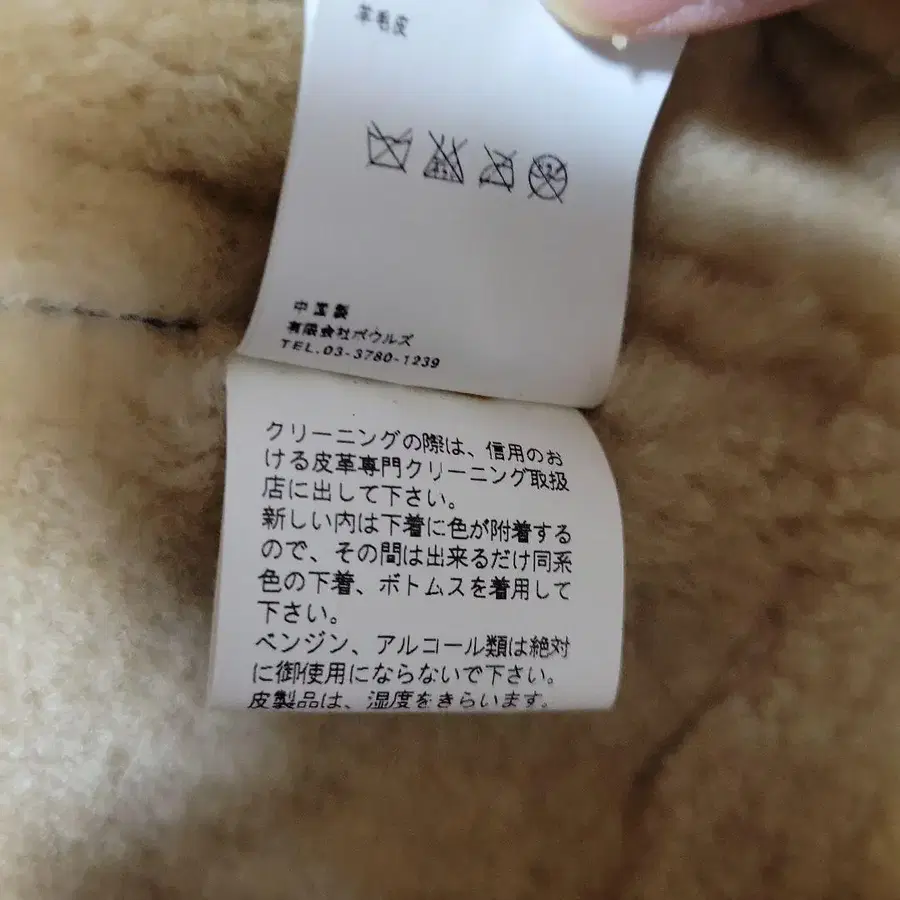 羊毛皮
中国製
有限会社ボウルズ
TEL.03-3780-1239
クリーニングの際は、信用のお
ける皮革専門クリーニング取扱
店に出して下さい。
新しい内は下着に色が附着する
ので、その間は出来るだけ同系
色の下着、ボトムスを着用して
下さい。
ベンジン、アルコール類は絶対
に御使用にならないで下さい。
皮製品は、湿度をきらいます。